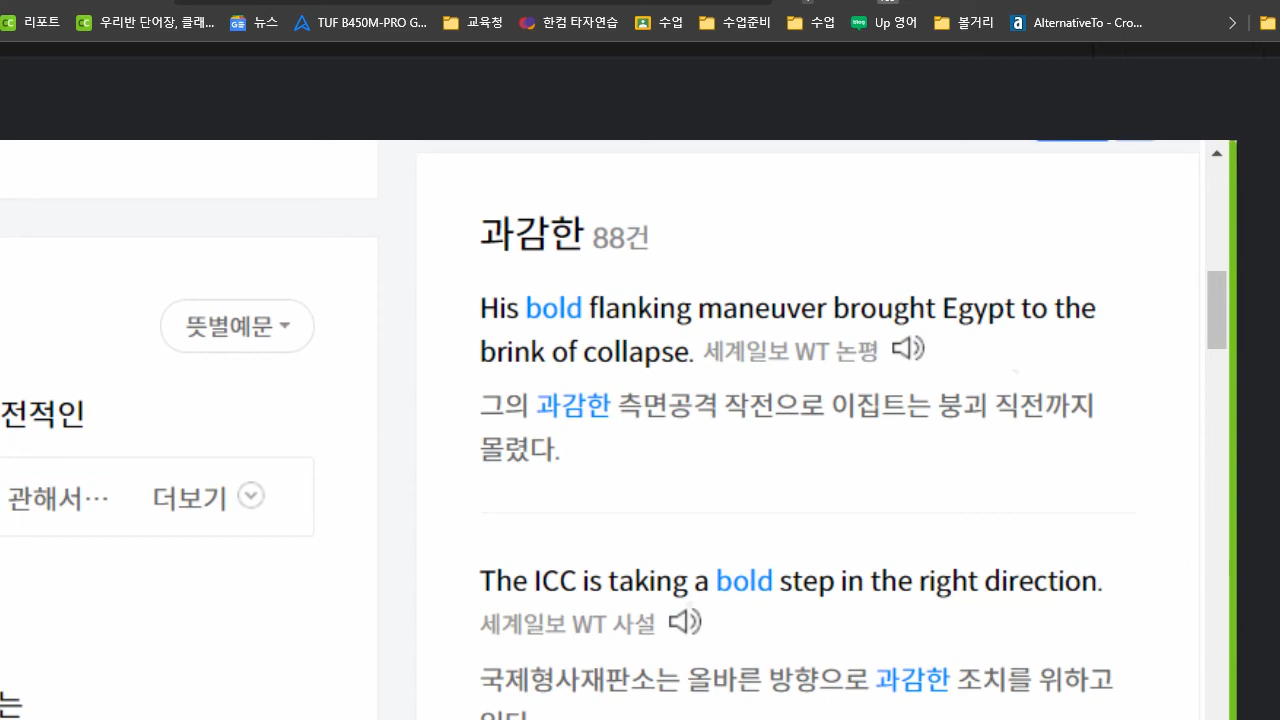 리포트 우리반 단어장, 클래... 뉴스 TUF B450M-PRO G... 교육청 한컴 타자연습 수업 수업준비 수업 Up 영어 볼거리 AlternativeTo - Cro...
과감한 88건
His bold flanking maneuver brought Egypt to the
brink of collapse. 세계일보 WT 논평
그의 과감한 측면공격 작전으로 이집트는 붕괴 직전까지
몰렸다.
뜻별예문
전적인
관해서··· 더보기
The ICC is taking a bold step in the right direction.
세계일보 WT 사설
국제형사재판소는 올바른 방향으로 과감한 조치를 위하고
는